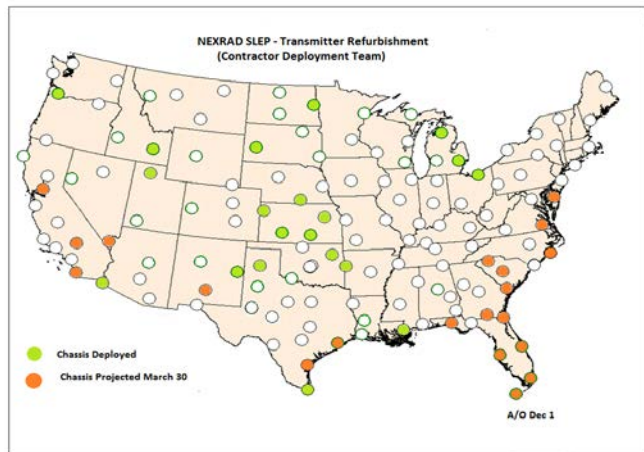 NEXRAD SLEP - Transmitter Refurbishment
(Contractor Deployment Team)
Chassis Deployed
Chassis Projected March 30
A/O Dec 1